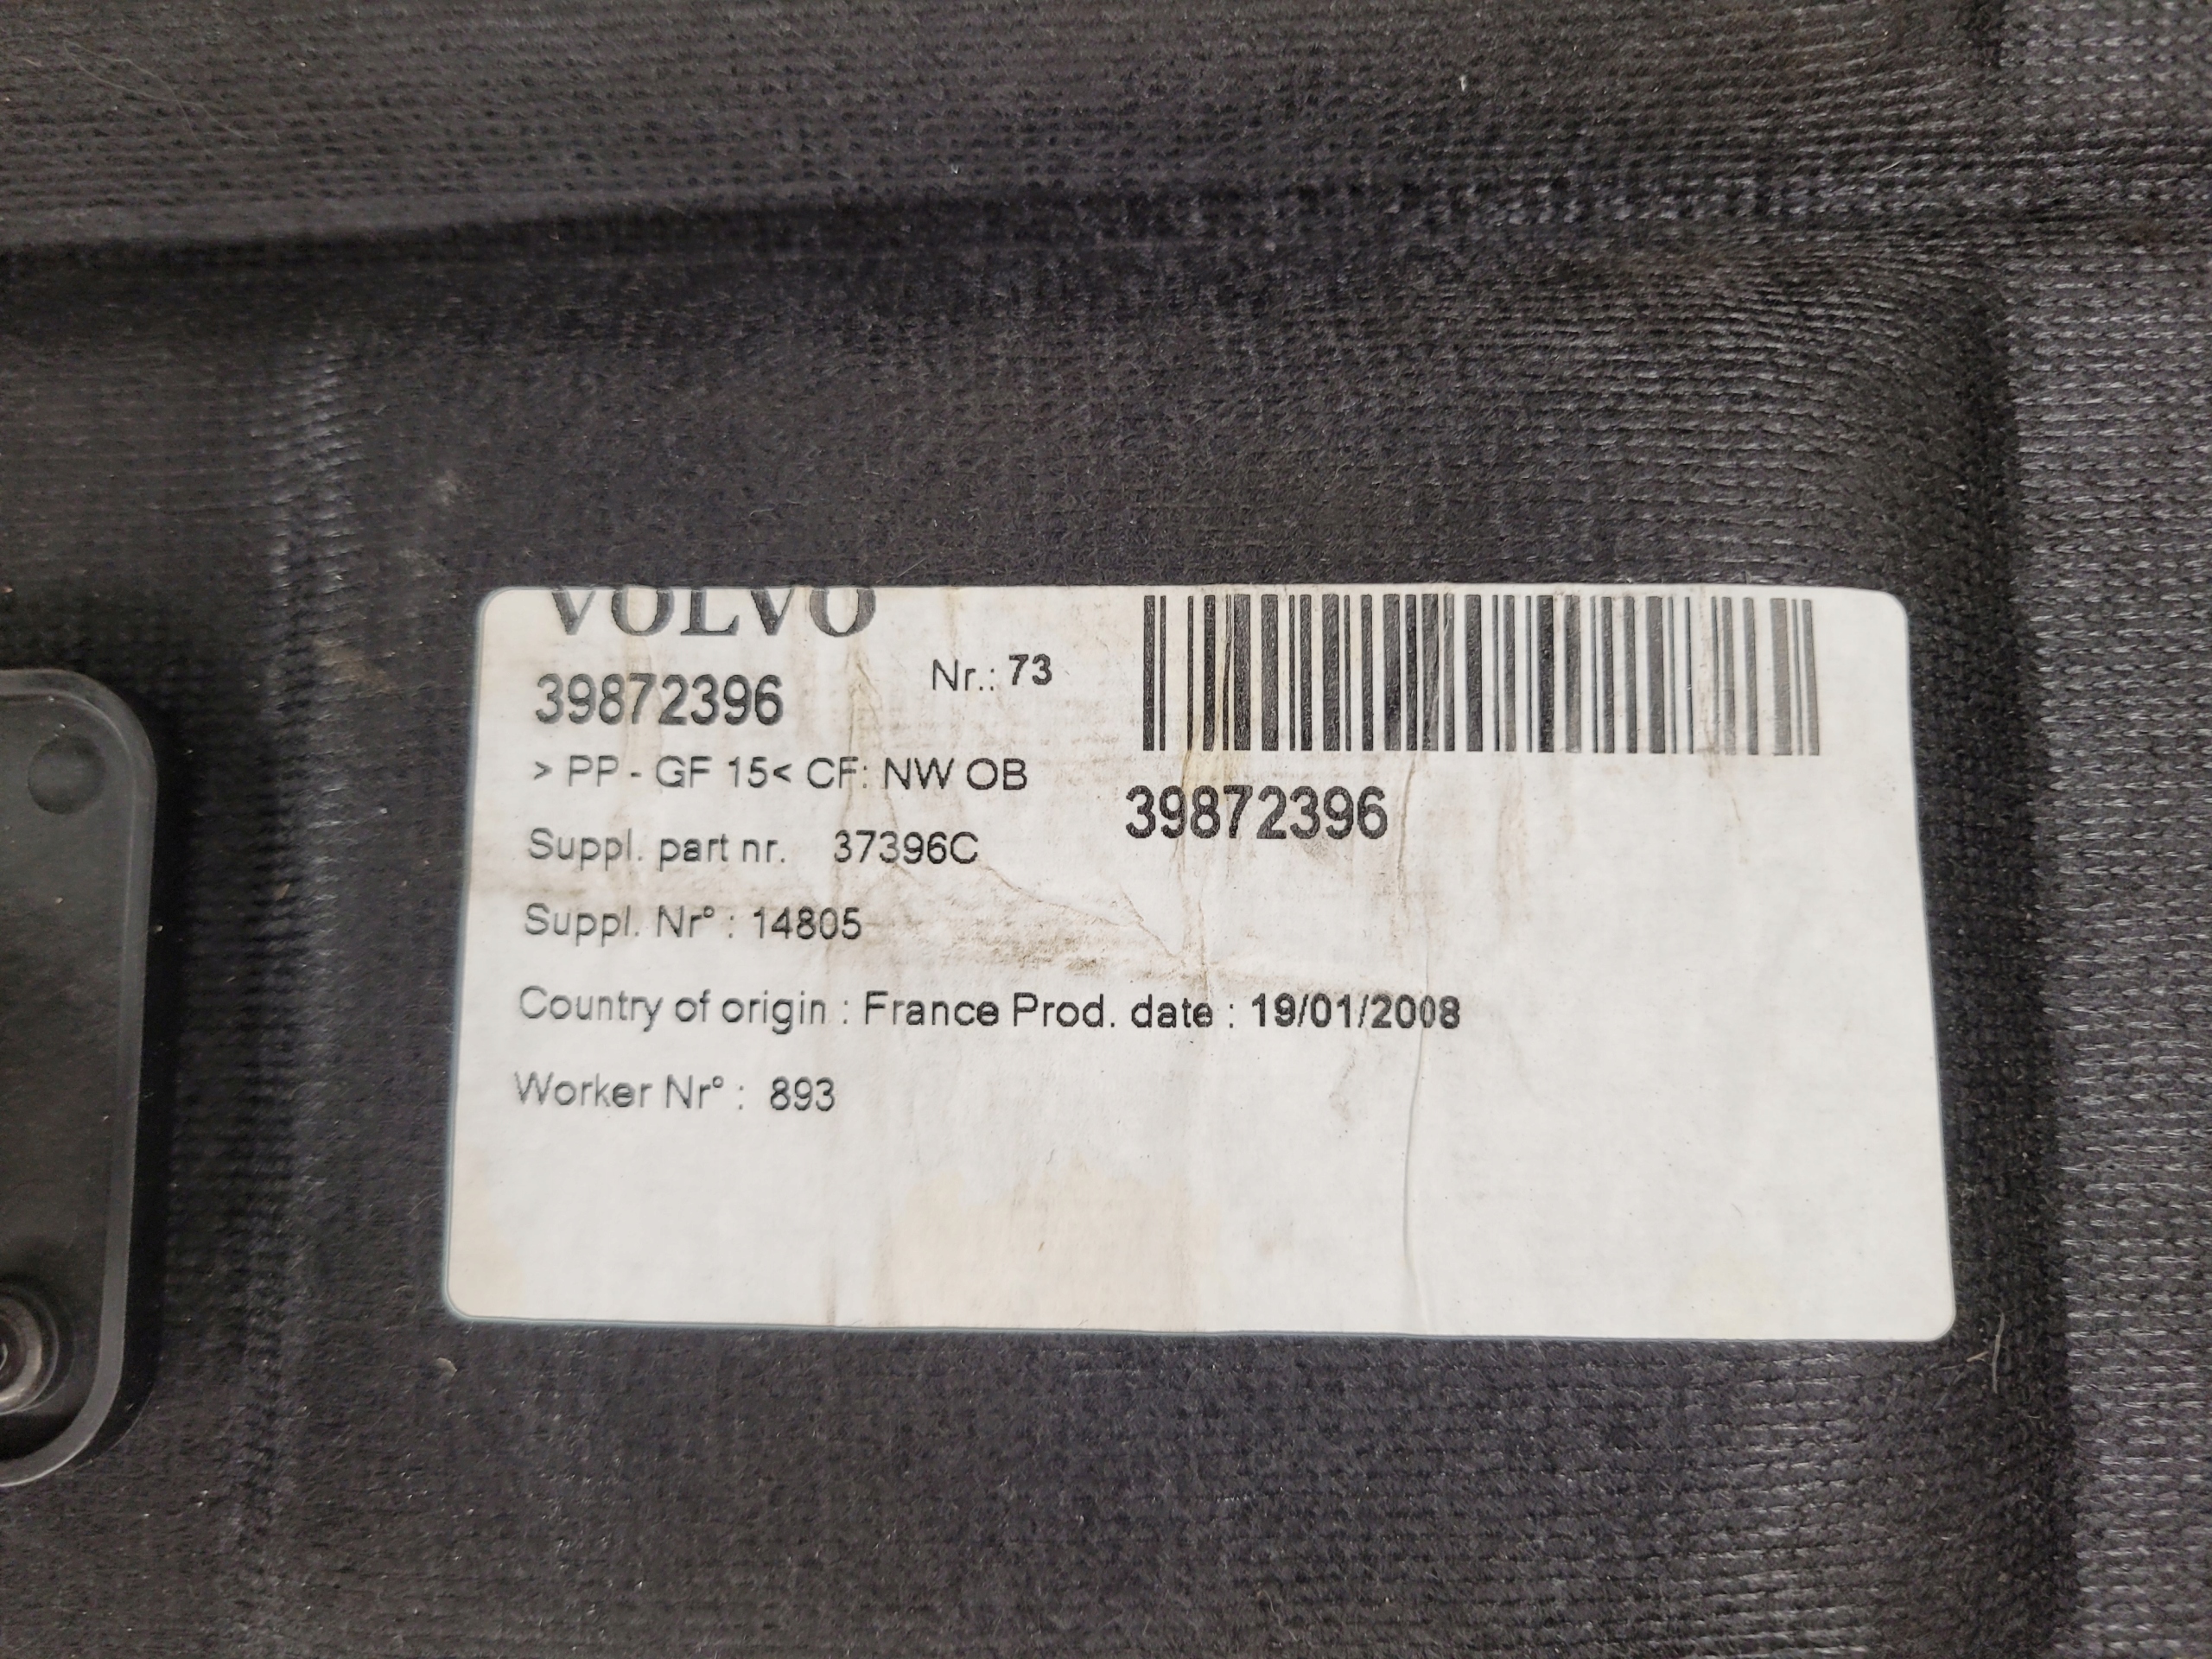 VOLVO
39872396
Nr.: 73
> PP - GF 15< CF: NW OB
39872396
Suppl. part nr. 37396C
Suppl. Nr° : 14805
Country of origin : France Prod. date : 19/01/2008
Worker Nr° : 893